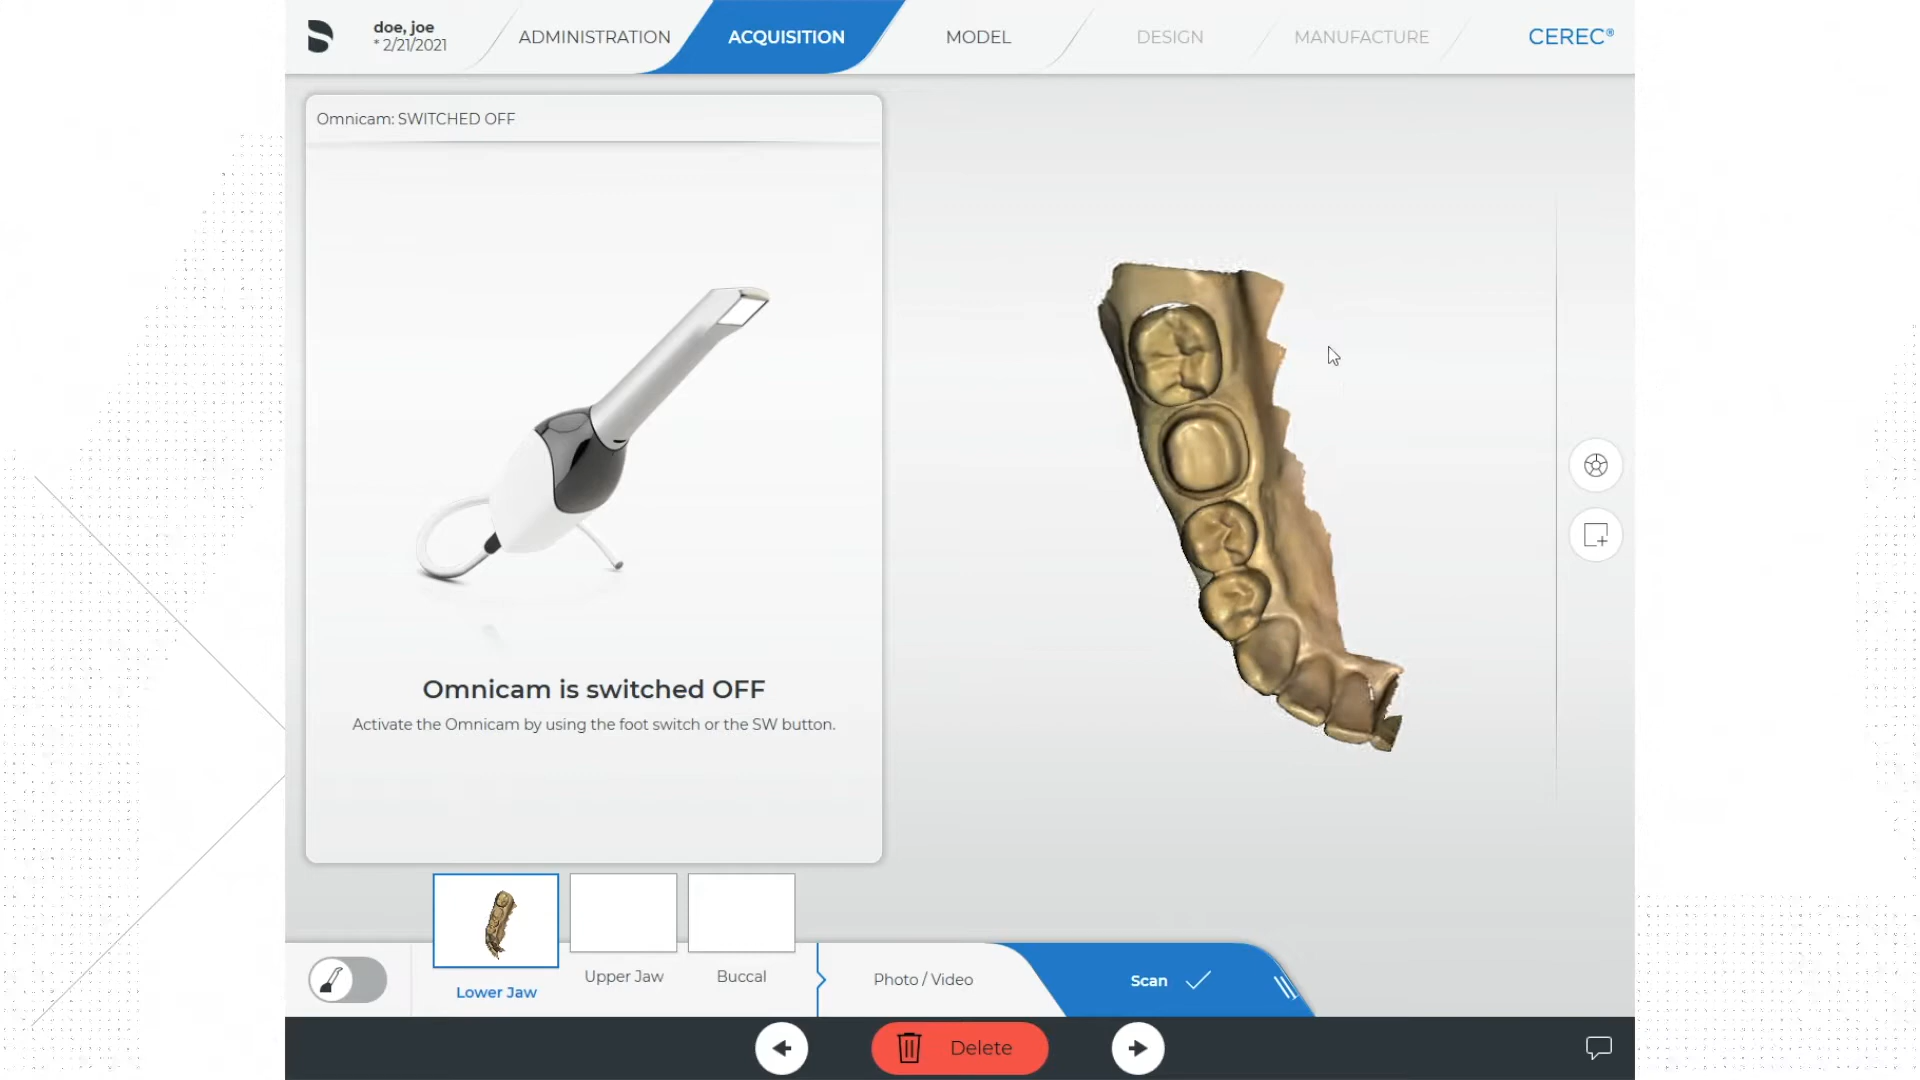 doe, joe
* 2/21/2021
ADMINISTRATION
ACQUISITION
MODEL
DESIGN
MANUFACTURE
CEREC®
Omnicam: SWITCHED OFF
Omnicam is switched OFF
Activate the Omnicam by using the foot switch or the SW button.
Lower Jaw
Upper Jaw
Buccal
Photo / Video
Scan
Delete